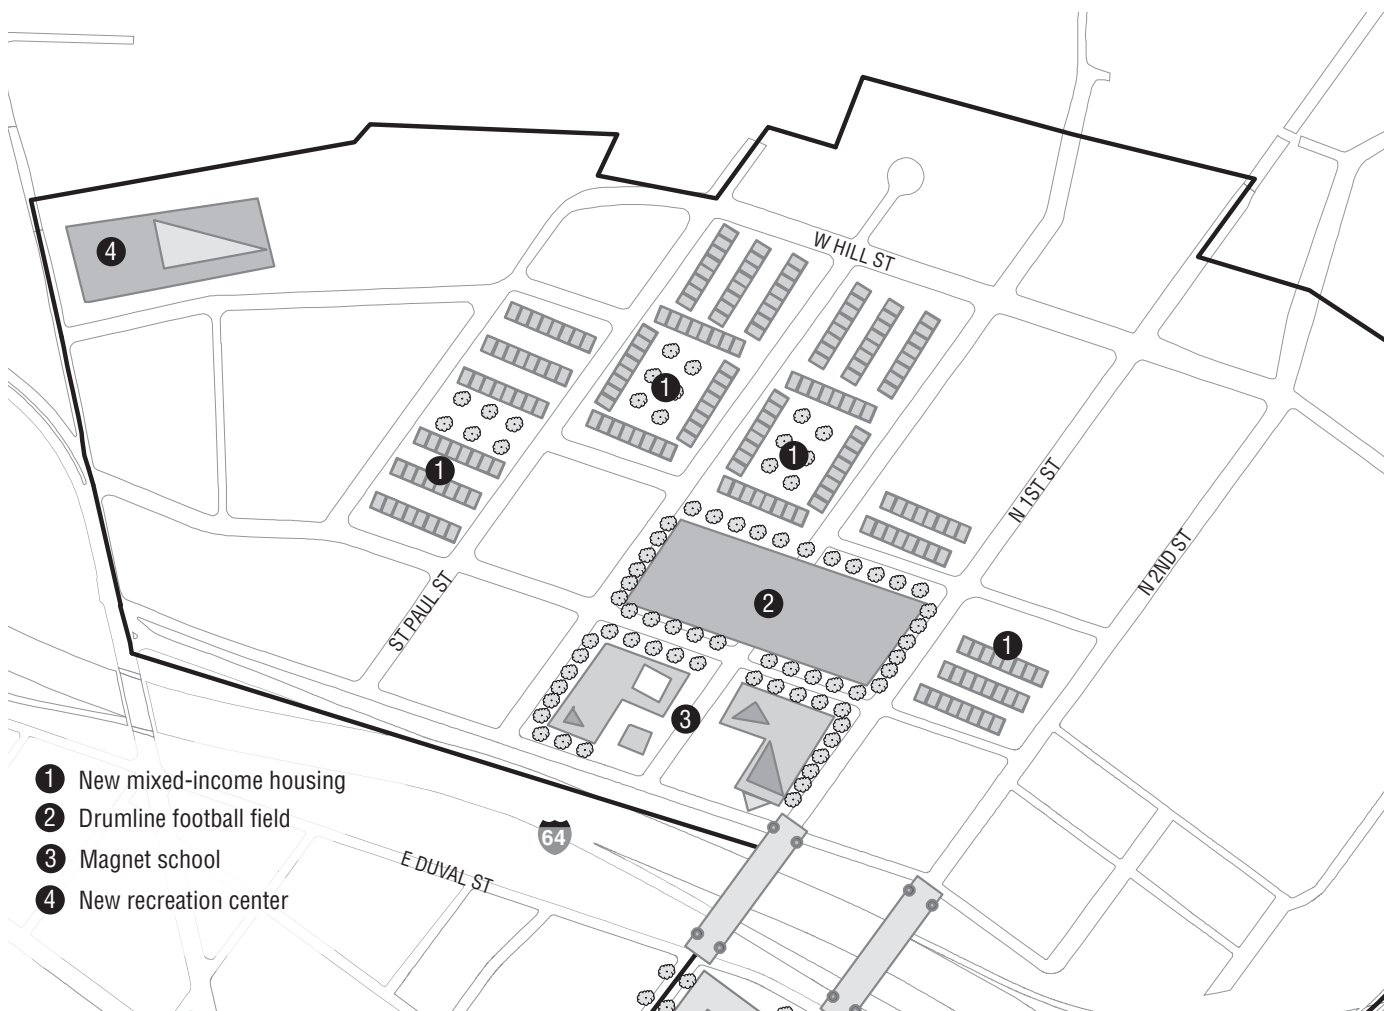 4
W HILL ST
1
1
1
N 1ST ST
N 2ND ST
2
ST PAUL ST
1
3
1 New mixed-income housing
2 Drumline football field
3 Magnet school
4 New recreation center
64
E DUVAL ST